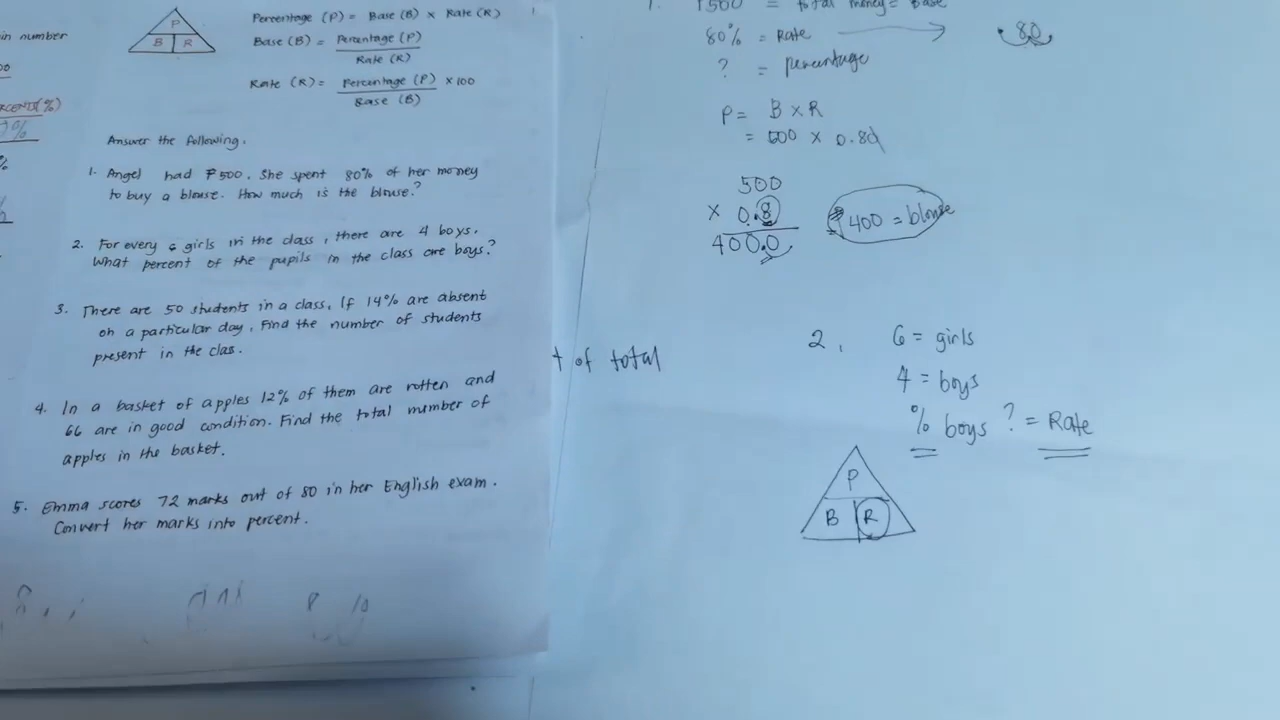 in number
P
B R
Percentage (P) = Base (B) × Rate (R)
Base (B) = Percentage (P)
Rate (R)
Rate (R) = Percentage (P) × 100
Base (B)
Answer the following.
1. Angel had ₱500. She spent 80% of her money
to buy a blouse. How much is the blouse?
2. For every 6 girls in the class, there are 4 boys.
What percent of the pupils in the class are boys?
3. There are 50 students in a class, If 14% are absent
on a particular day, Find the number of students
present in the class.
4. In a basket of apples 12% of them are rotten and
66 are in good condition. Find the total number of
apples in the basket.
5. Emma scores 72 marks out of 80 in her English exam.
Convert her marks into percent.
1. ₱500 = total money = Base
80% = Rate
.80
? = percentage
P = B × R
= 500 × 0.80
500
× 0.8
400.0
₱400 = blouse
t of total
2. 6 = girls
4 = boys
% boys ? = Rate
P
B R